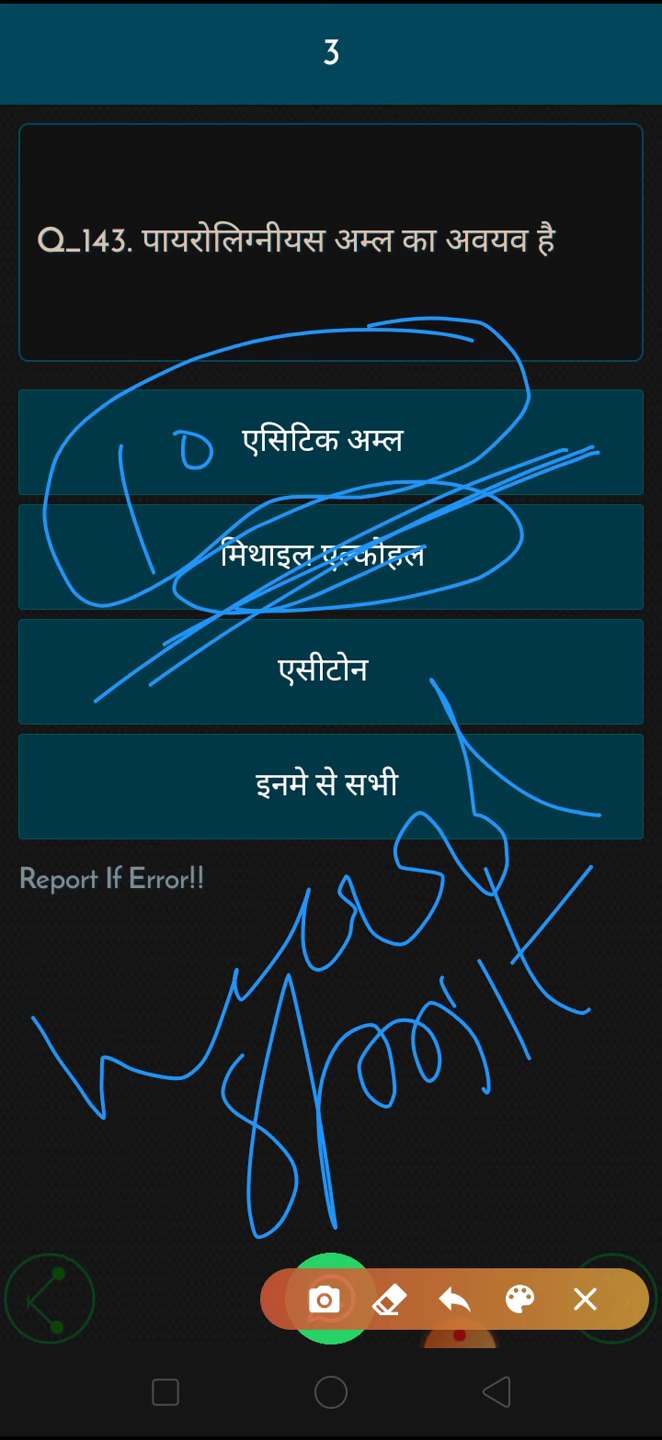 3
Q_143. पायरोलिग्नीयस अम्ल का अवयव है
एसिटिक अम्ल
मिथाइल एल्कोहल
एसीटोन
इनमे से सभी
Report If Error!!